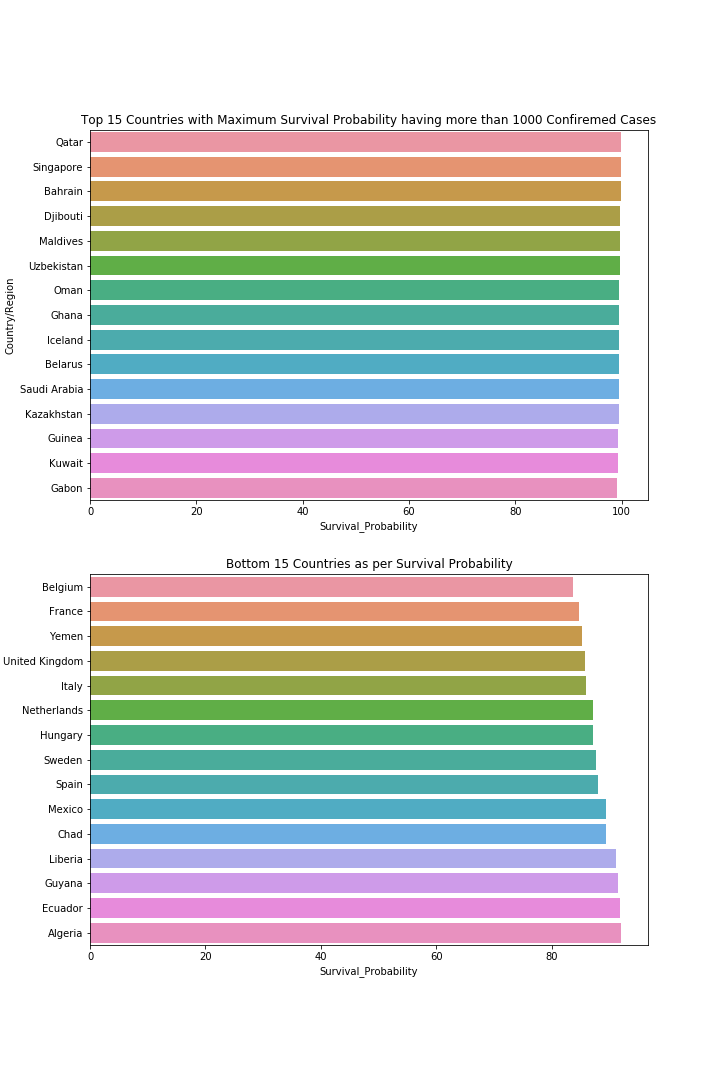 Top 15 Countries with Maximum Survival Probability having more than 1000 Confiremed Cases
Country/Region
Qatar
Singapore
Bahrain
Djibouti
Maldives
Uzbekistan
Oman
Ghana
Iceland
Belarus
Saudi Arabia
Kazakhstan
Guinea
Kuwait
Gabon
0 20 40 60 80 100
Survival_Probability
Bottom 15 Countries as per Survival Probability
Belgium
France
Yemen
United Kingdom
Italy
Netherlands
Hungary
Sweden
Spain
Mexico
Chad
Liberia
Guyana
Ecuador
Algeria
0 20 40 60 80
Survival_Probability